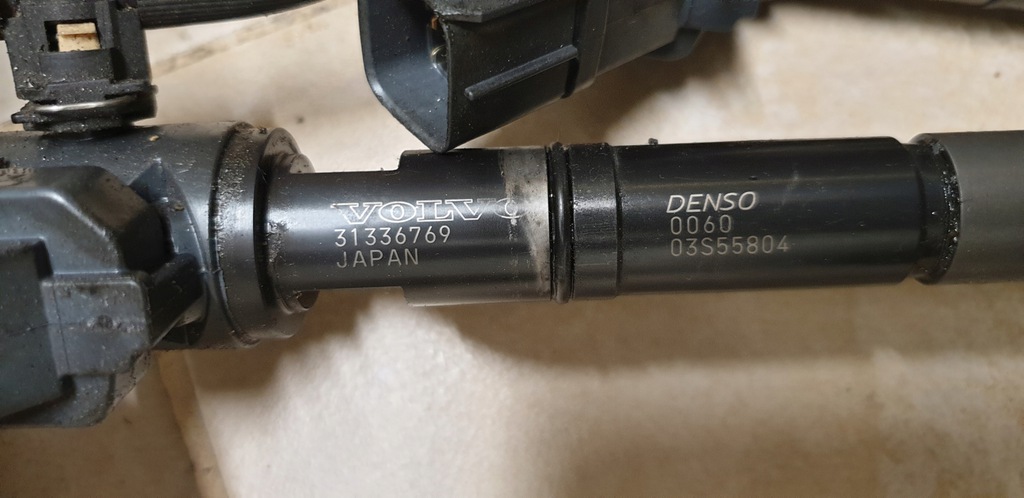 VOLVO
31336769
JAPAN
DENSO
0060
03S55804